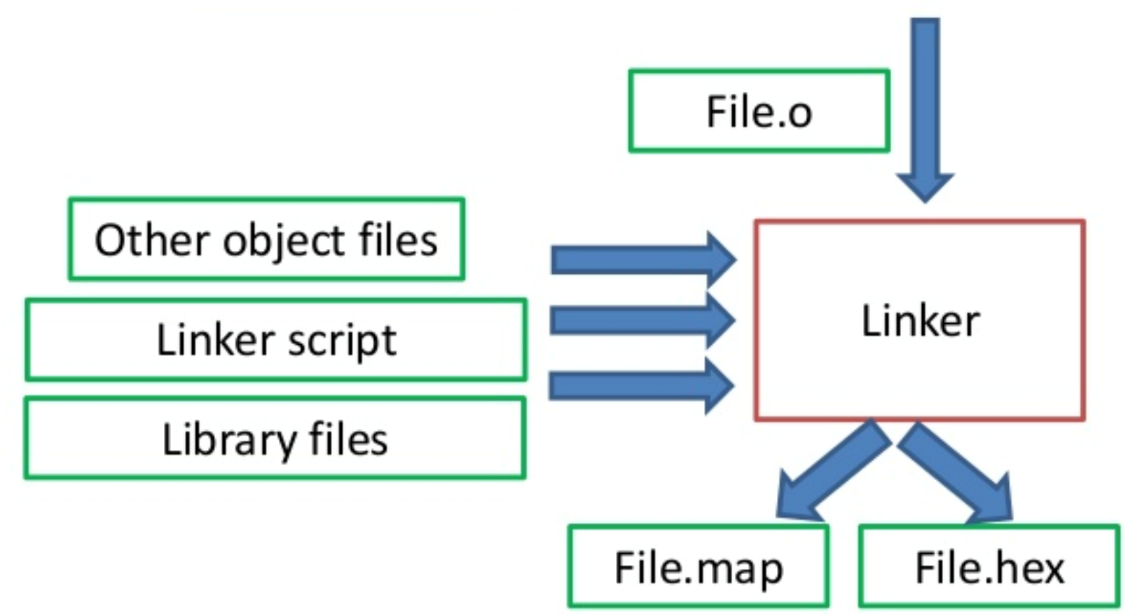 File.o
Other object files
Linker script
Library files
Linker
File.map
File.hex